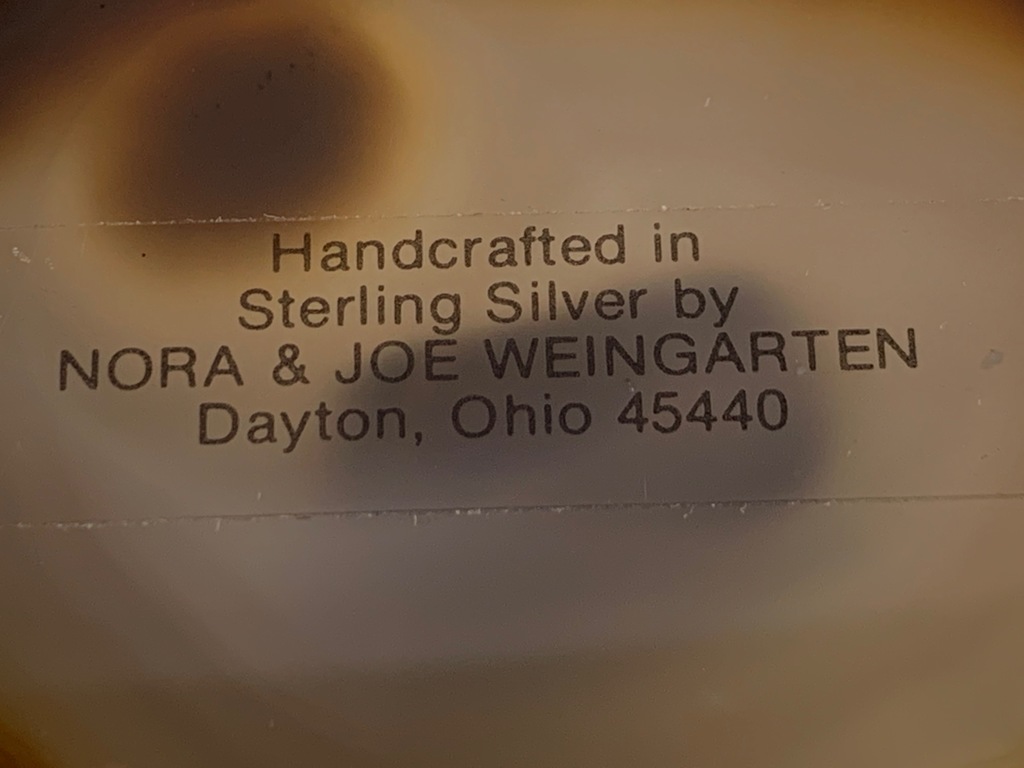 Handcrafted in
Sterling Silver by
NORA & JOE WEINGARTEN
Dayton, Ohio 45440